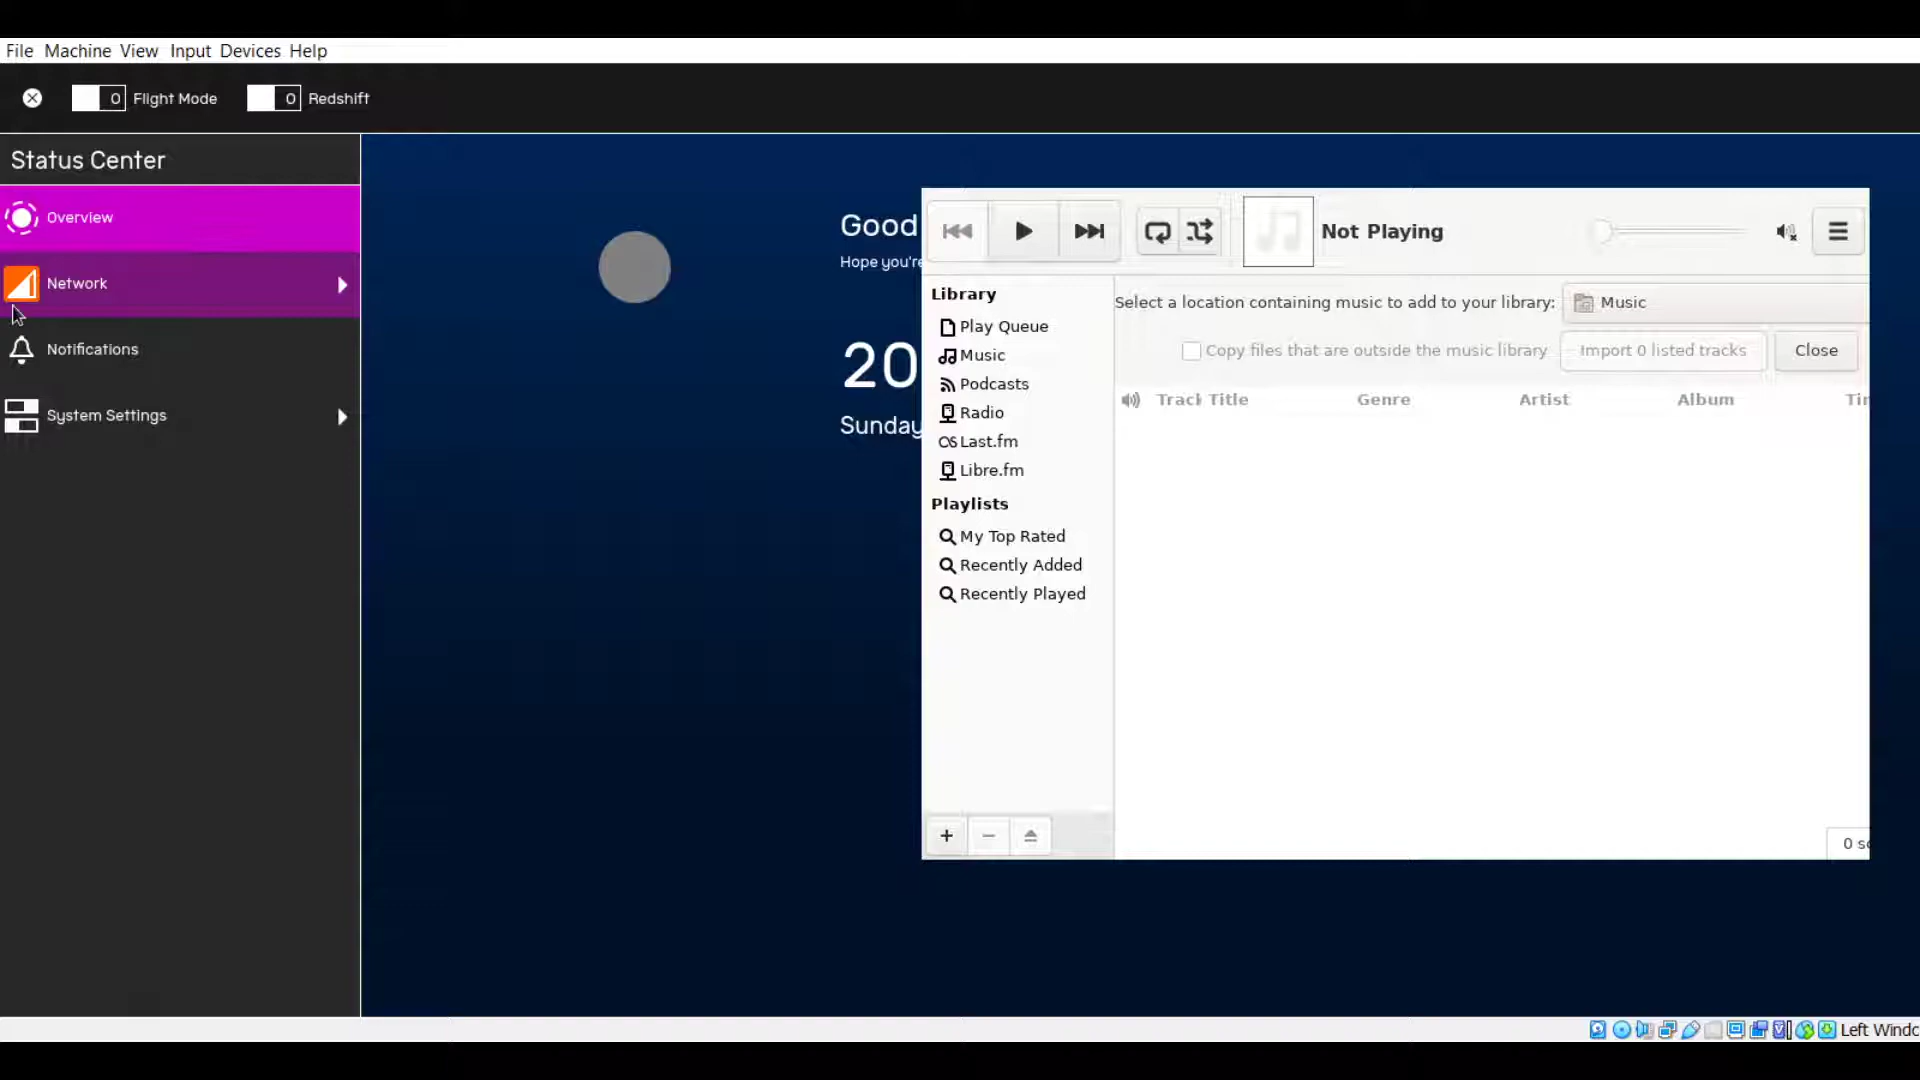 File Machine View Input Devices Help
0 Flight Mode 0 Redshift
Status Center
Overview
Network
Notifications
System Settings
Good
Hope you're
20
Sunday
Not Playing
Library
Play Queue
Music
Podcasts
Radio
Last.fm
Libre.fm
Playlists
My Top Rated
Recently Added
Recently Played
Select a location containing music to add to your library: Music
Copy files that are outside the music library Import 0 listed tracks Close
Track Title Genre Artist Album
0
Left